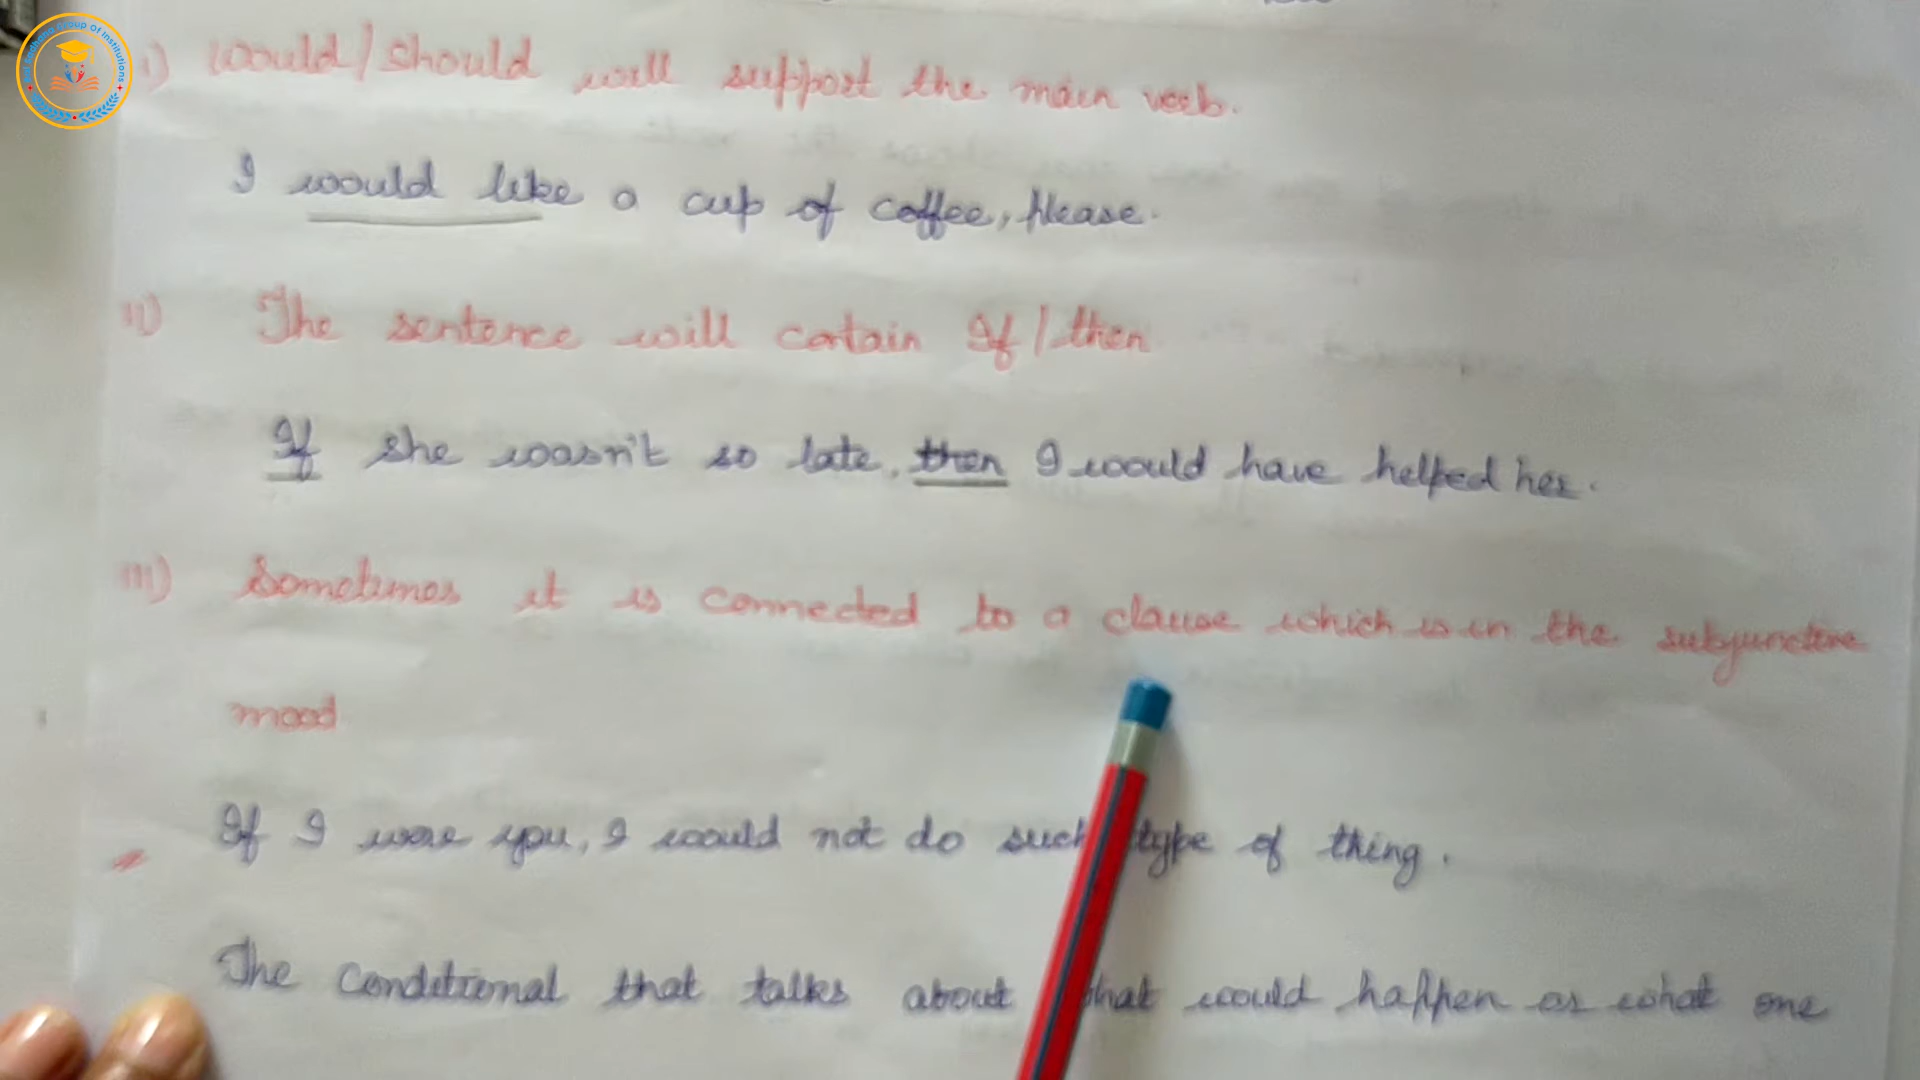 Group of Institutions
i) Would/Should will support the main verb.
I would like a cup of coffee, please.
ii) The sentence will contain If/then
If she wasn't so late, then I would have helped her.
iii) Sometimes it is connected to a clause which is in the subjunctive
mood
If I were you, I would not do such type of thing.
The Conditional that talks about what would happen or what one